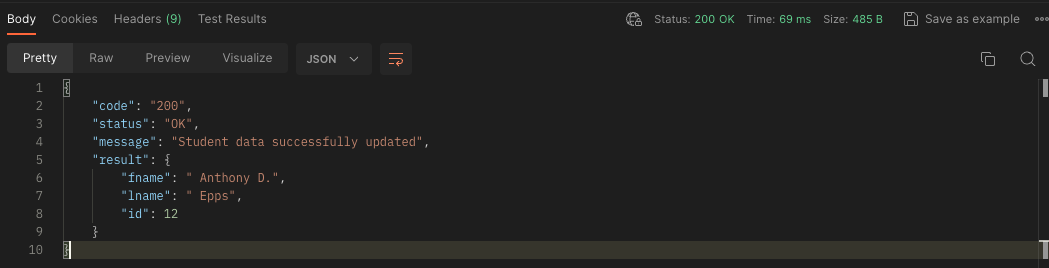 Body Cookies Headers (9) Test Results Status: 200 OK Time: 69 ms Size: 485 B Save as example
Pretty Raw Preview Visualize JSON
1 {
2 "code": "200",
3 "status": "OK",
4 "message": "Student data successfully updated",
5 "result": {
6 "fname": " Anthony D.",
7 "lname": " Epps",
8 "id": 12
9 }
10 }